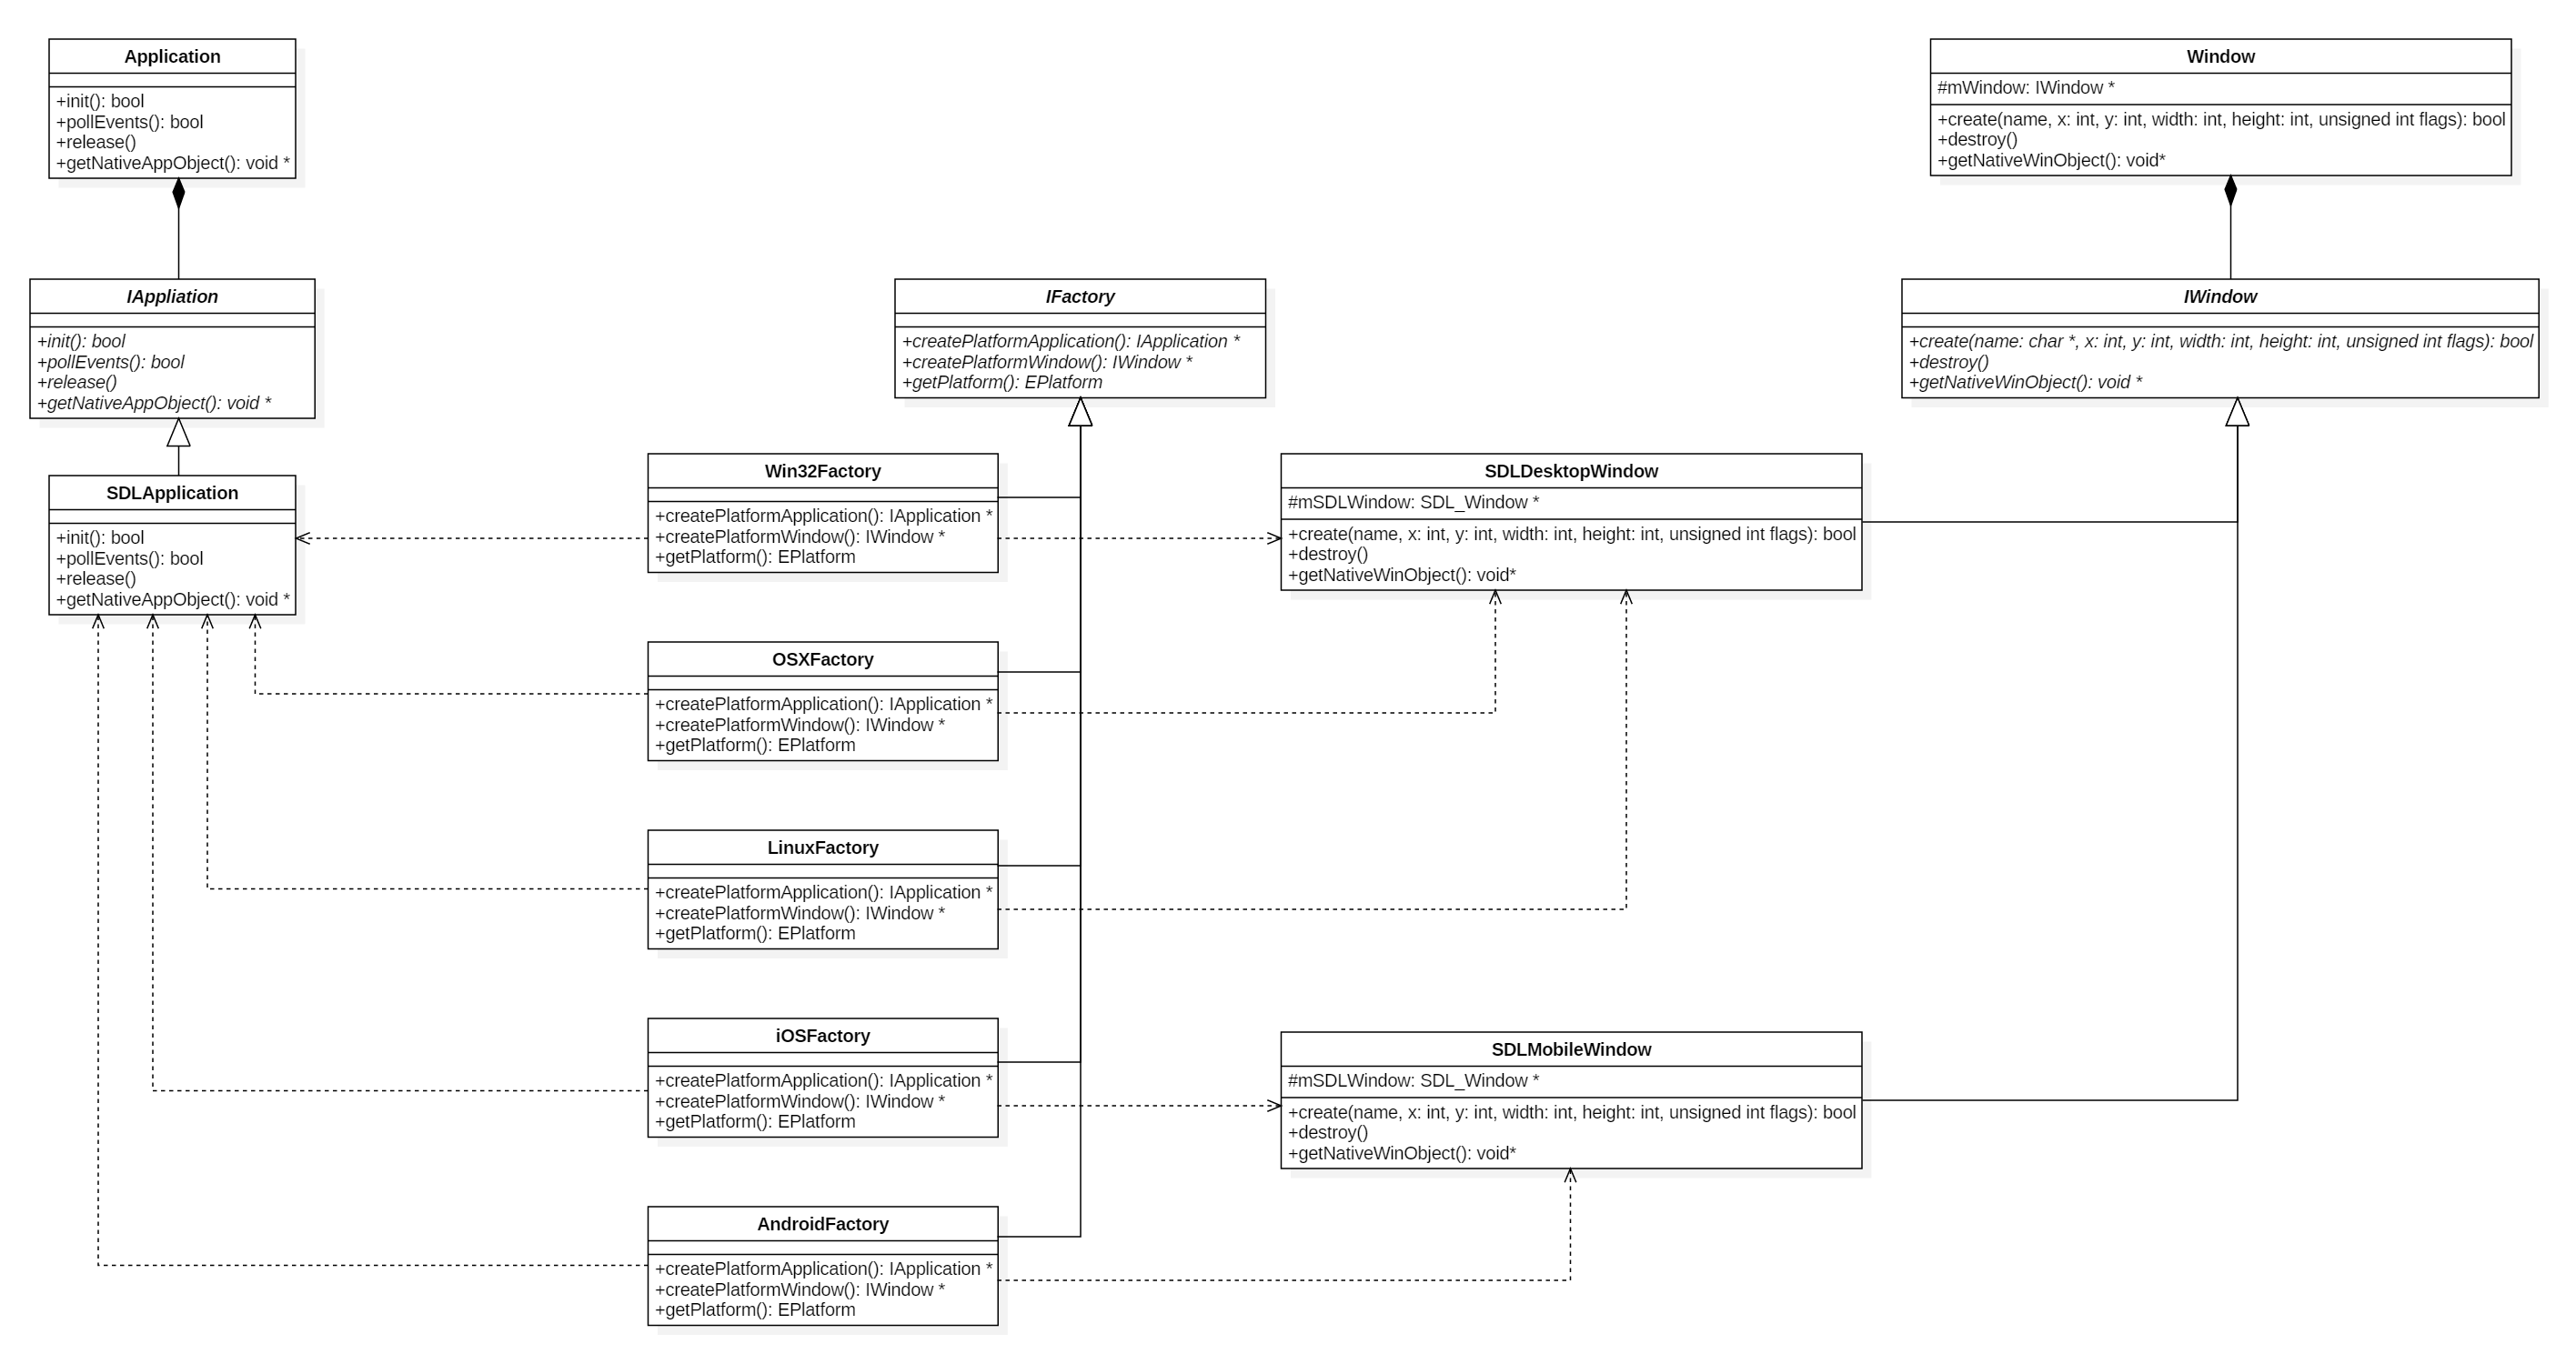 Application
+init(): bool
+pollEvents(): bool
+release()
+getNativeAppObject(): void *
Window
#mWindow: IWindow *
+create(name, x: int, y: int, width: int, height: int, unsigned int flags): bool
+destroy()
+getNativeWinObject(): void*
IAppliation
+init(): bool
+pollEvents(): bool
+release()
+getNativeAppObject(): void *
IFactory
+createPlatformApplication(): IApplication *
+createPlatformWindow(): IWindow *
+getPlatform(): EPlatform
IWindow
+create(name: char *, x: int, y: int, width: int, height: int, unsigned int flags): bool
+destroy()
+getNativeWinObject(): void *
SDLApplication
+init(): bool
+pollEvents(): bool
+release()
+getNativeAppObject(): void *
Win32Factory
+createPlatformApplication(): IApplication *
+createPlatformWindow(): IWindow *
+getPlatform(): EPlatform
SDLDesktopWindow
#mSDLWindow: SDL_Window *
+create(name, x: int, y: int, width: int, height: int, unsigned int flags): bool
+destroy()
+getNativeWinObject(): void*
OSXFactory
+createPlatformApplication(): IApplication *
+createPlatformWindow(): IWindow *
+getPlatform(): EPlatform
LinuxFactory
+createPlatformApplication(): IApplication *
+createPlatformWindow(): IWindow *
+getPlatform(): EPlatform
iOSFactory
+createPlatformApplication(): IApplication *
+createPlatformWindow(): IWindow *
+getPlatform(): EPlatform
SDLMobileWindow
#mSDLWindow: SDL_Window *
+create(name, x: int, y: int, width: int, height: int, unsigned int flags): bool
+destroy()
+getNativeWinObject(): void*
AndroidFactory
+createPlatformApplication(): IApplication *
+createPlatformWindow(): IWindow *
+getPlatform(): EPlatform